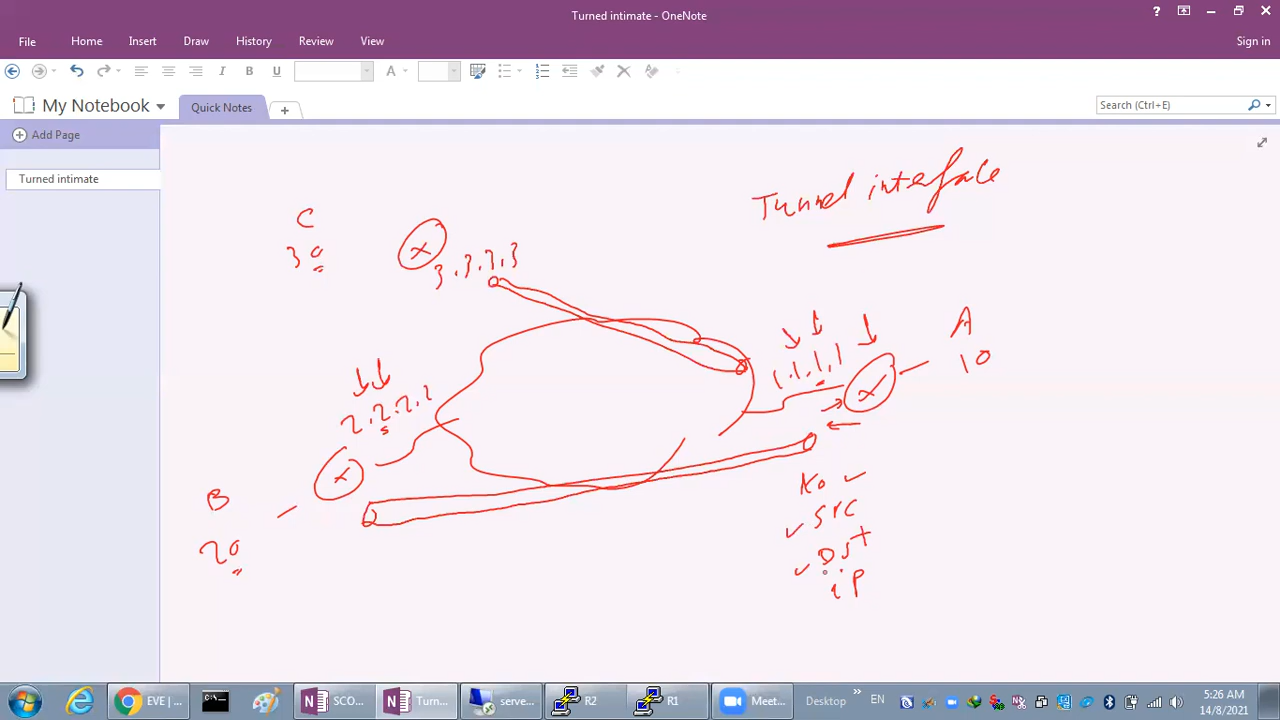 Turned intimate - OneNote
File Home Insert Draw History Review View
Sign in
My Notebook
Quick Notes
Search (Ctrl+E)
Add Page
Turned intimate
Tunnel interface
C
30
3.3.3.3
A
10
1.1.1.1
2.2.2.2
B
20
No
Src
Dst
ip
EVE |...
SCO...
Turn...
serve...
R2
R1
Meet...
Desktop
EN
5:26 AM
14/8/2021